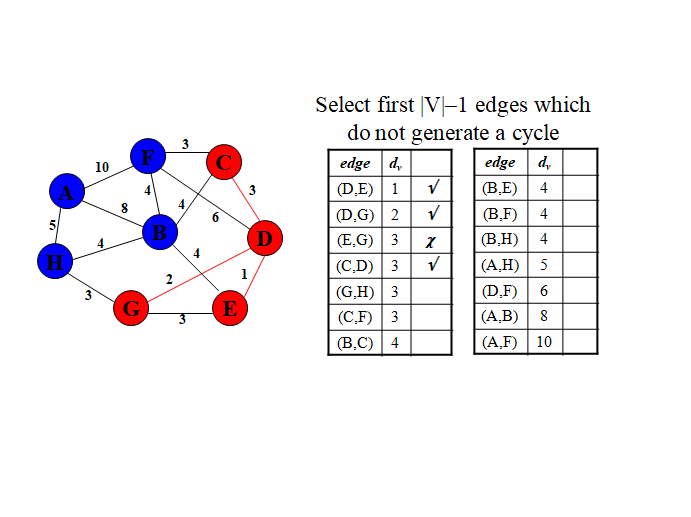 Select first |V|–1 edges which
do not generate a cycle
3
F
C
10
3
A
4
8
4
6
5
B
D
4
4
H
2
1
3
G
E
3
edge dv
(D,E) 1 √
(D,G) 2 √
(E,G) 3 χ
(C,D) 3 √
(G,H) 3
(C,F) 3
(B,C) 4
edge dv
(B,E) 4
(B,F) 4
(B,H) 4
(A,H) 5
(D,F) 6
(A,B) 8
(A,F) 10